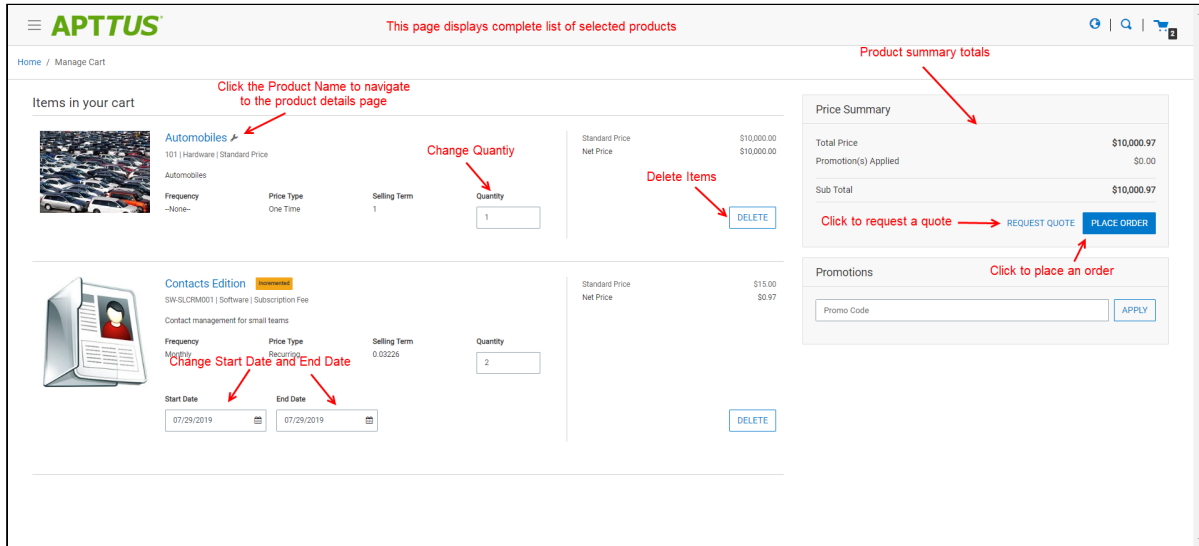 APTTUS
This page displays complete list of selected products
2
Home / Manage Cart
Product summary totals
Items in your cart
Click the Product Name to navigate
to the product details page
Automobiles
101 | Hardware | Standard Price
Automobiles
Frequency Price Type Selling Term Quantity
--None-- One Time 1 1
Change Quantiy
Standard Price $10,000.00
Net Price $10,000.00
Delete Items
DELETE
Contacts Edition Incremented
SW-SLCRM001 | Software | Subscription Fee
Contact management for small teams
Frequency Price Type Selling Term Quantity
Monthly Recurring 0.03226 2
Change Start Date and End Date
Start Date End Date
07/29/2019 07/29/2019
Standard Price $15.00
Net Price $0.97
DELETE
Price Summary
Total Price $10,000.97
Promotion(s) Applied $0.00
Sub Total $10,000.97
Click to request a quote REQUEST QUOTE PLACE ORDER
Click to place an order
Promotions
Promo Code APPLY